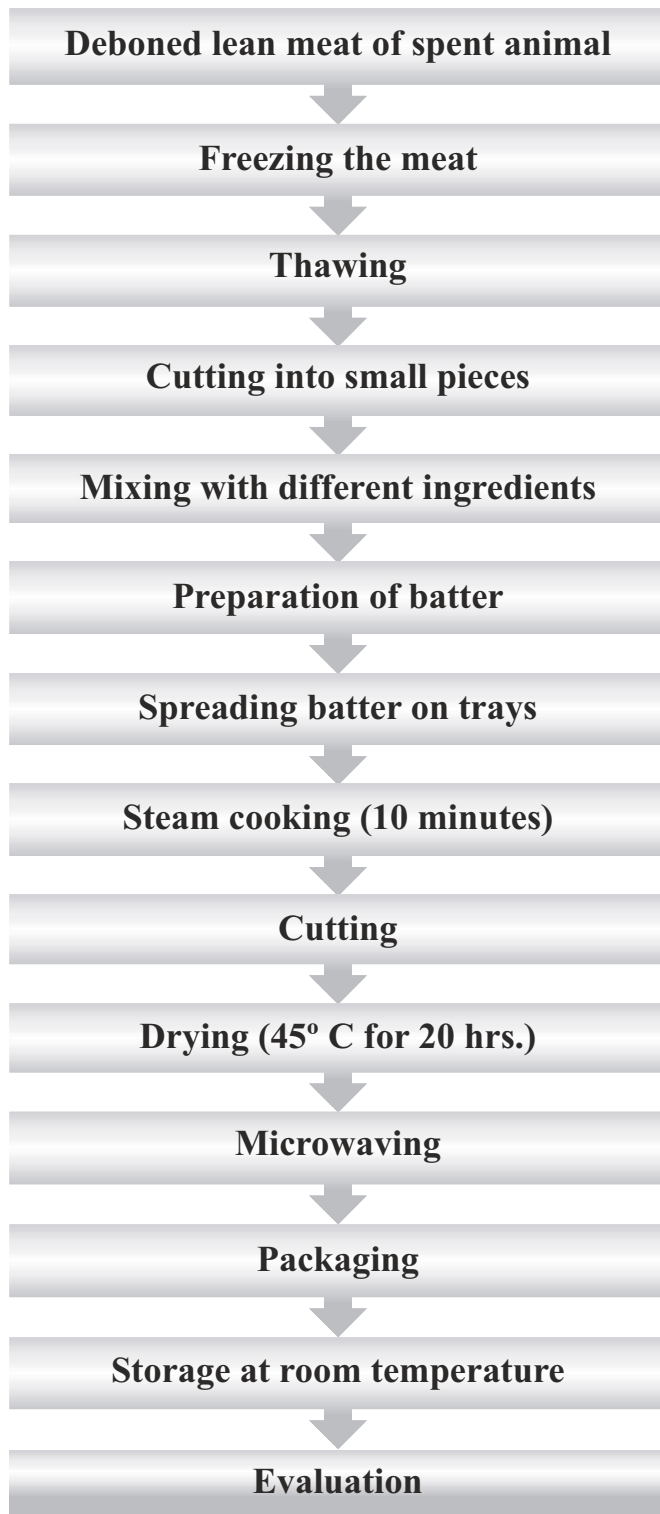 Deboned lean meat of spent animal
Freezing the meat
Thawing
Cutting into small pieces
Mixing with different ingredients
Preparation of batter
Spreading batter on trays
Steam cooking (10 minutes)
Cutting
Drying (45º C for 20 hrs.)
Microwaving
Packaging
Storage at room temperature
Evaluation